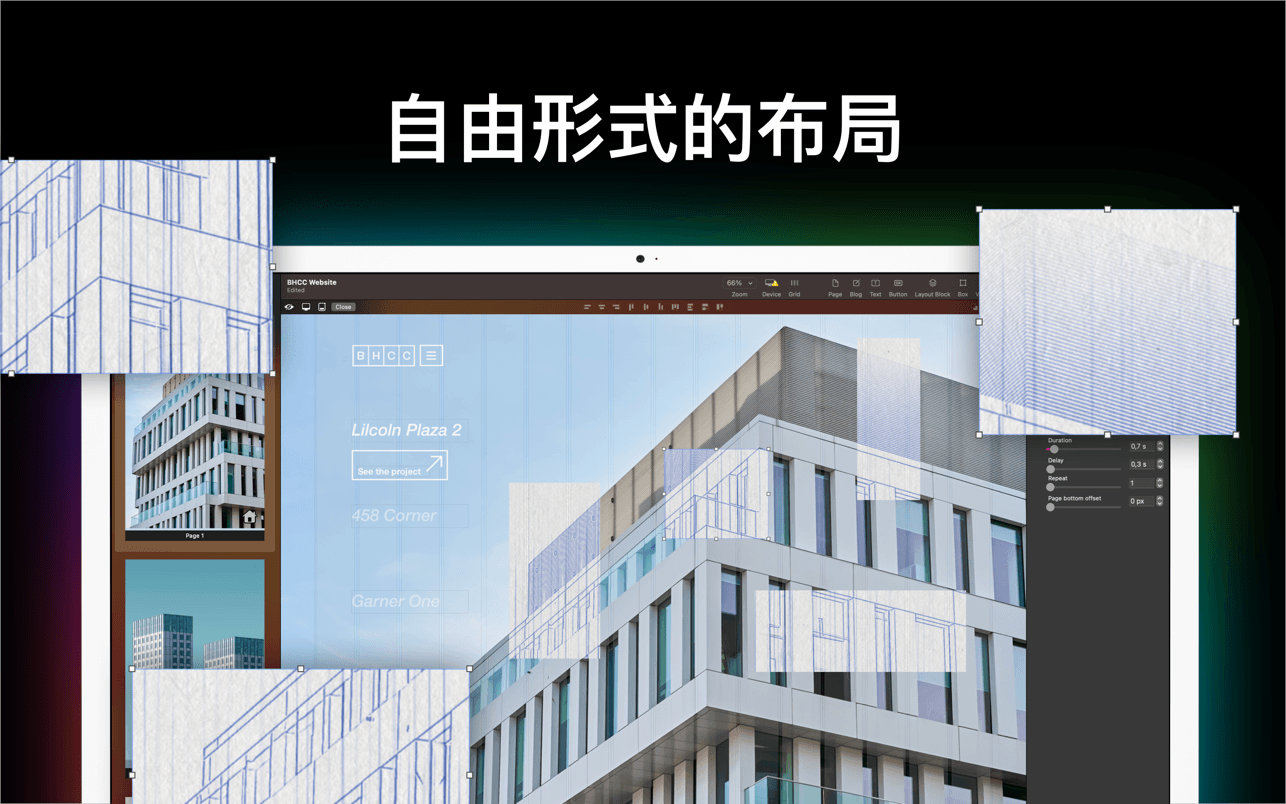 自由形式的布局
BHCC Website
Edited
66%
Zoom
Device
Grid
Page
Blog
Text
Button
Layout Block
Box
Close
BHCC
Lilcoln Plaza 2
See the project
458 Corner
Garner One
Page 1
Duration
0,7 s
Delay
0,3 s
Repeat
1
Page bottom offset
0 px